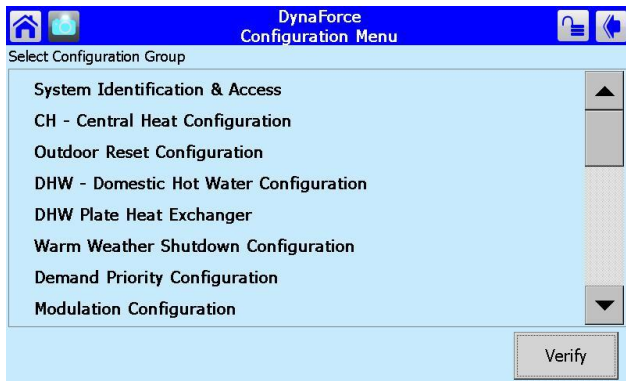 DynaForce
Configuration Menu
Select Configuration Group
System Identification & Access
CH - Central Heat Configuration
Outdoor Reset Configuration
DHW - Domestic Hot Water Configuration
DHW Plate Heat Exchanger
Warm Weather Shutdown Configuration
Demand Priority Configuration
Modulation Configuration
Verify